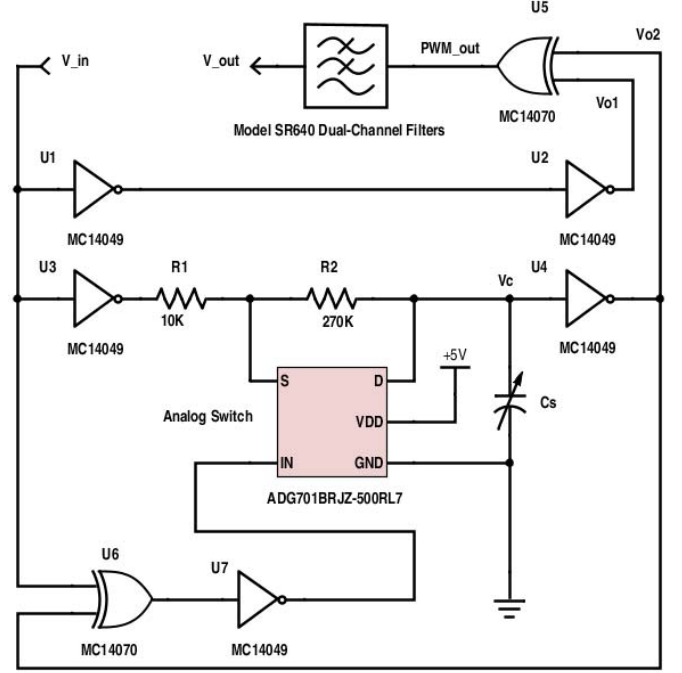 U5
V_in
V_out
PWM_out
Vo2
MC14070
Vo1
Model SR640 Dual-Channel Filters
U1
U2
MC14049
MC14049
U3
R1
R2
Vc
U4
10K
270K
MC14049
MC14049
+5V
S
D
Cs
Analog Switch
VDD
IN
GND
ADG701BRJZ-500RL7
U6
U7
MC14070
MC14049